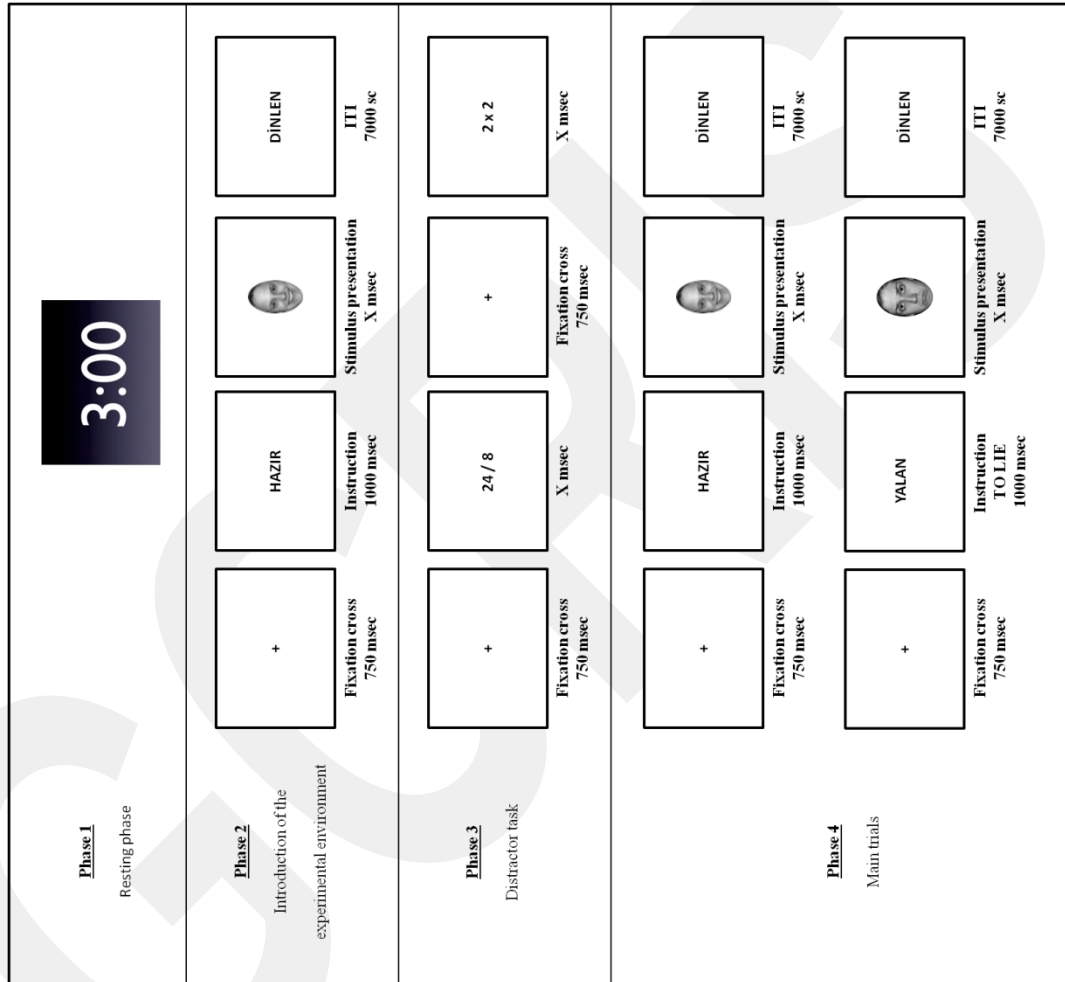 Phase 1
Resting phase
3:00
Phase 2
Introduction of the
experimental environment
+
Fixation cross
750 msec
HAZIR
Instruction
1000 msec
Stimulus presentation
X msec
DİNLEN
ITI
7000 sc
Phase 3
Distractor task
+
Fixation cross
750 msec
24 / 8
X msec
+
Fixation cross
750 msec
2 x 2
X msec
Phase 4
Main trials
+
Fixation cross
750 msec
HAZIR
Instruction
1000 msec
Stimulus presentation
X msec
DİNLEN
ITI
7000 sc
+
Fixation cross
750 msec
YALAN
Instruction
TO LIE
1000 msec
Stimulus presentation
X msec
DİNLEN
ITI
7000 sc